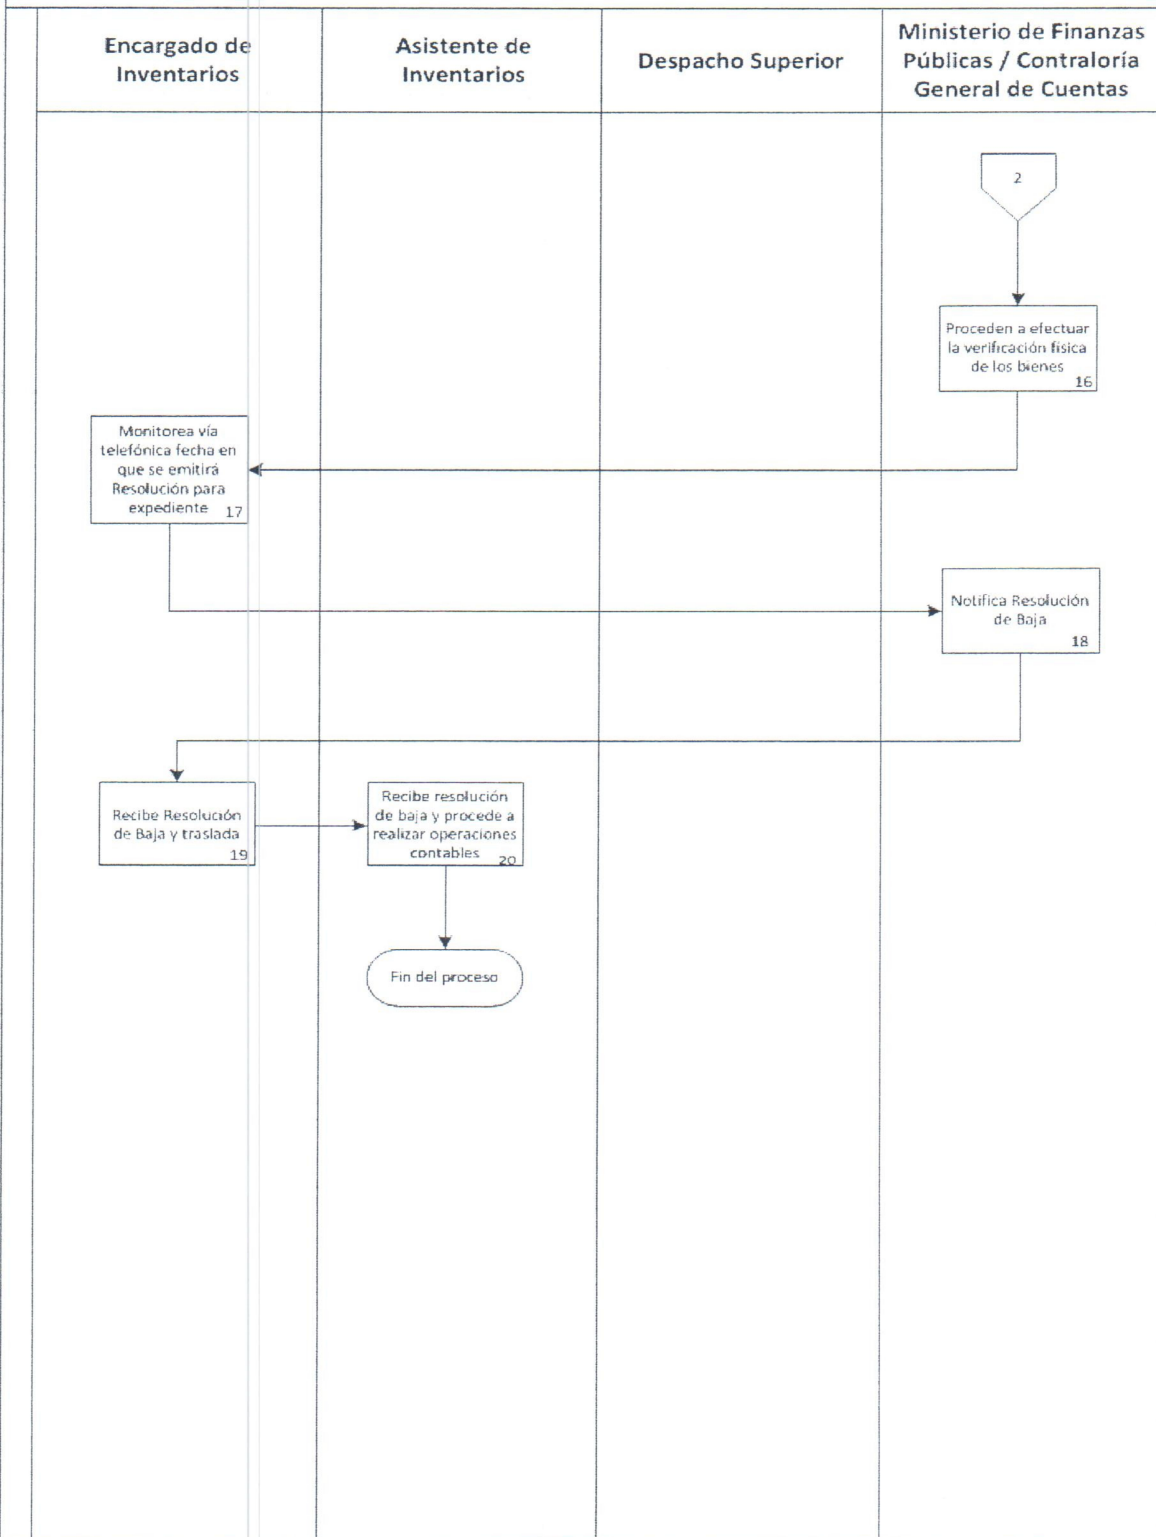 Encargado de
Inventarios
Asistente de
Inventarios
Despacho Superior
Ministerio de Finanzas
Públicas / Contraloría
General de Cuentas
2
Proceden a efectuar
la verificación física
de los bienes
16
Monitorea vía
telefónica fecha en
que se emitirá
Resolución para
expediente 17
Notifica Resolución
de Baja
18
Recibe Resolución
de Baja y traslada
19
Recibe resolución
de baja y procede a
realizar operaciones
contables 20
Fin del proceso